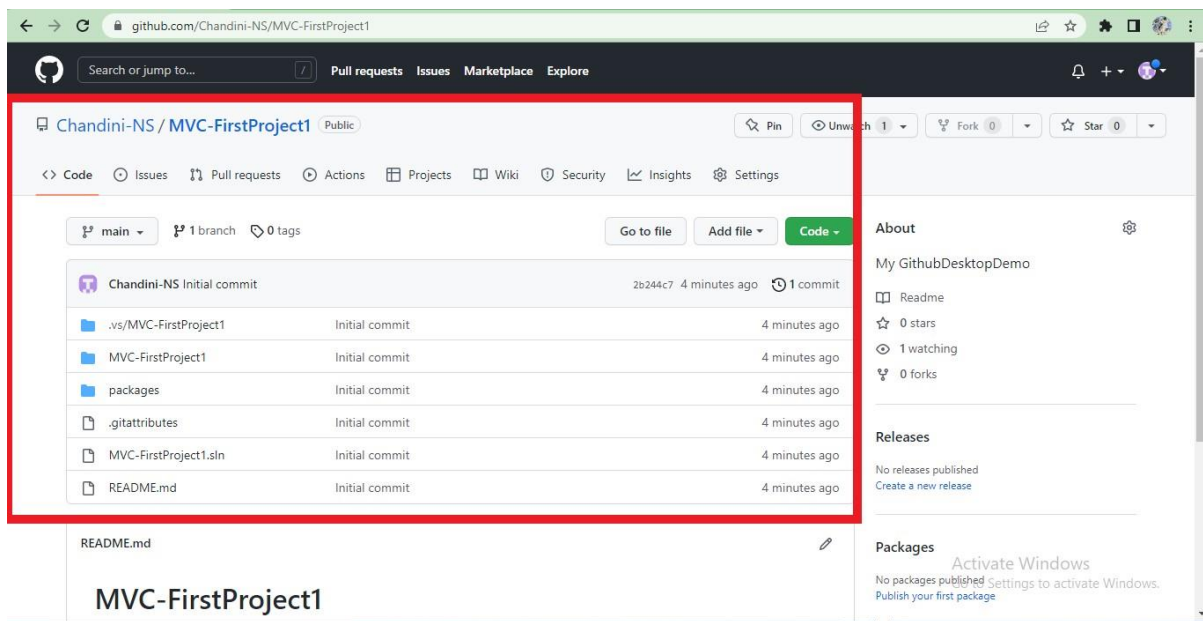 github.com/Chandini-NS/MVC-FirstProject1
Search or jump to... / Pull requests Issues Marketplace Explore
Chandini-NS / MVC-FirstProject1 Public
Pin Unwatch 1 Fork 0 Star 0
Code Issues Pull requests Actions Projects Wiki Security Insights Settings
main 1 branch 0 tags Go to file Add file Code
Chandini-NS Initial commit 2b244c7 4 minutes ago 1 commit
.vs/MVC-FirstProject1 Initial commit 4 minutes ago
MVC-FirstProject1 Initial commit 4 minutes ago
packages Initial commit 4 minutes ago
.gitattributes Initial commit 4 minutes ago
MVC-FirstProject1.sln Initial commit 4 minutes ago
README.md Initial commit 4 minutes ago
README.md
MVC-FirstProject1
About
My GithubDesktopDemo
Readme
0 stars
1 watching
0 forks
Releases
No releases published
Create a new release
Packages
No packages published
Publish your first package
Activate Windows
Go to Settings to activate Windows.